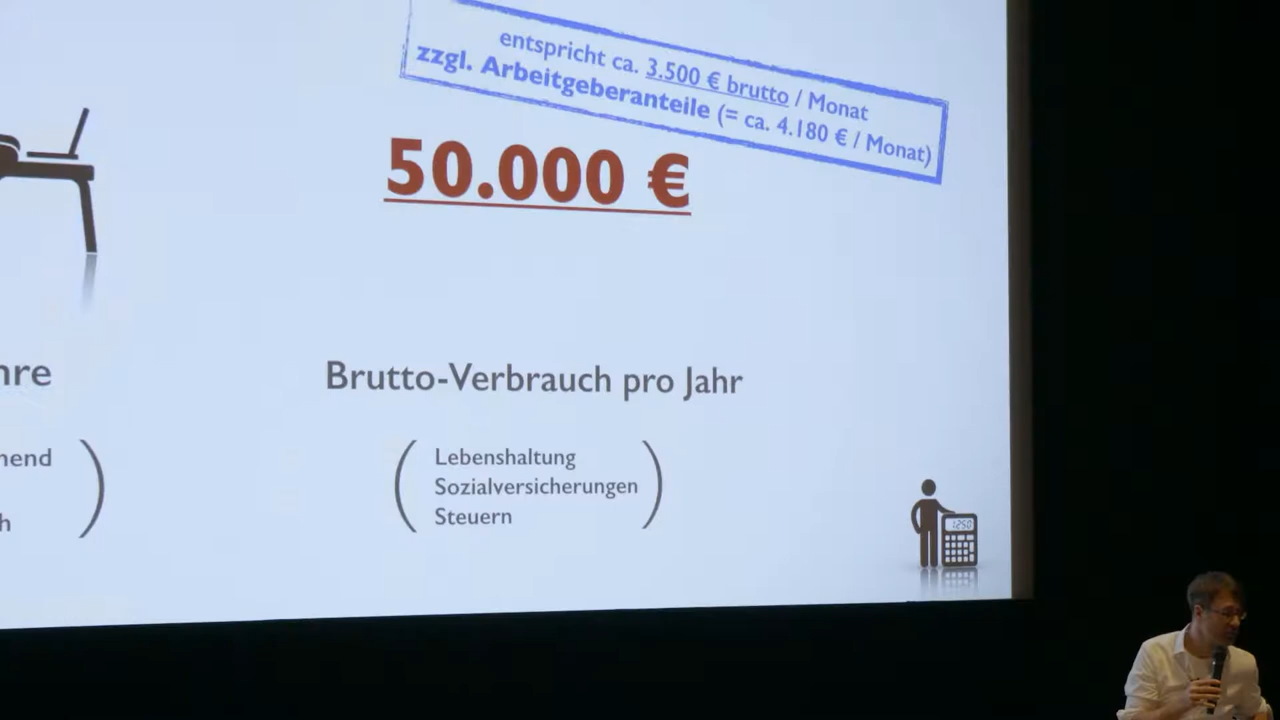 entspricht ca. 3.500 € brutto / Monat
zzgl. Arbeitgeberanteile (= ca. 4.180 € / Monat)
50.000 €
hre
Brutto-Verbrauch pro Jahr
hend
h
Lebenshaltung
Sozialversicherungen
Steuern
1250